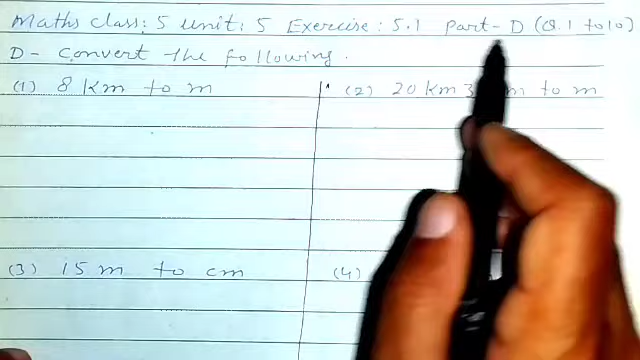 Maths class: 5 unit: 5 Exercise: 5.1 part-D (Q.1 to 10)
D- Convert the following.
(1) 8 Km to m
(2) 20 Km 3 m to m
(3) 15 m to cm
(4)